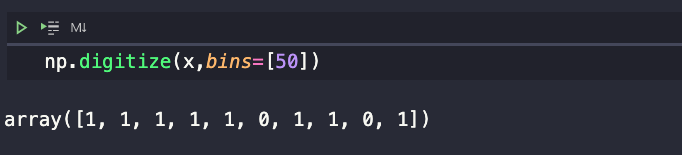 M↓
np.digitize(x,bins=[50])
array([1, 1, 1, 1, 1, 0, 1, 1, 0, 1])